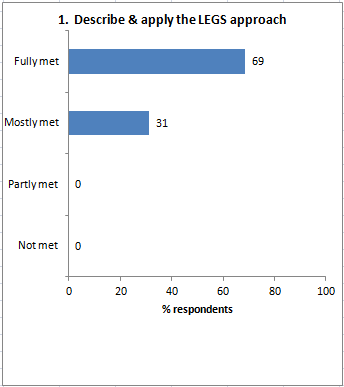 1. Describe & apply the LEGS approach
Fully met 69
Mostly met 31
Partly met 0
Not met 0
0 20 40 60 80 100
% respondents